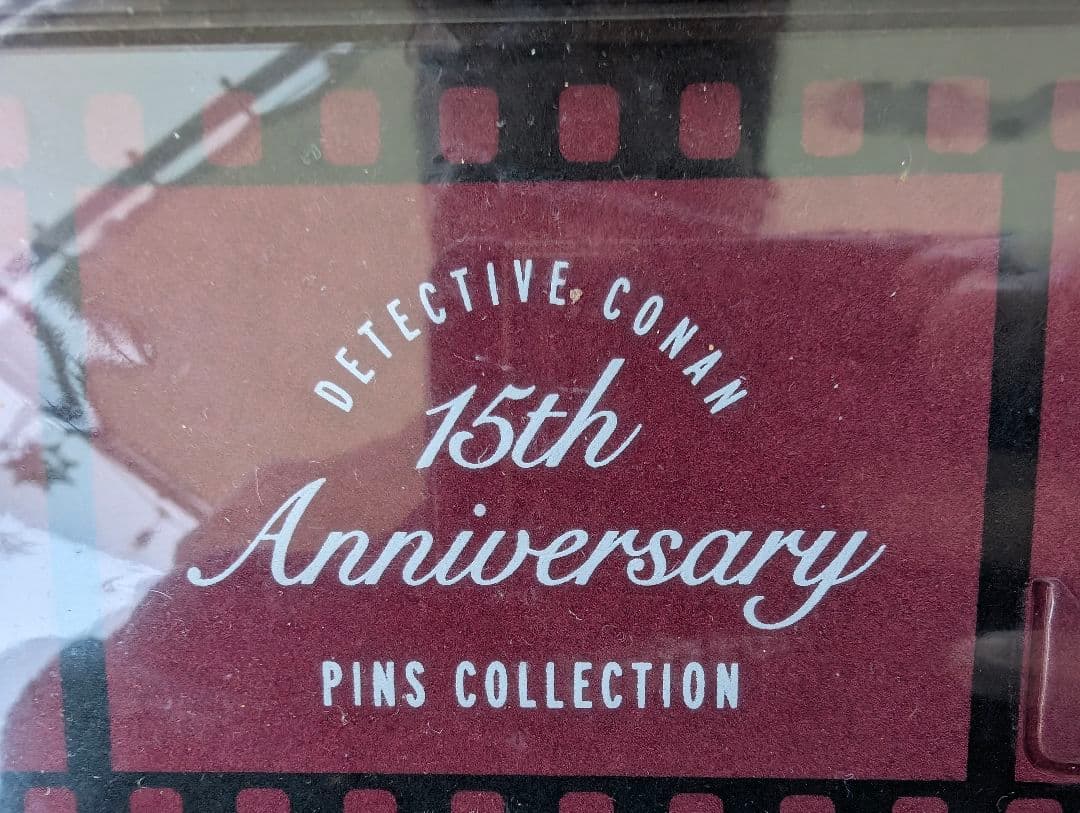 DETECTIVE CONAN
15th
Anniversary
PINS COLLECTION